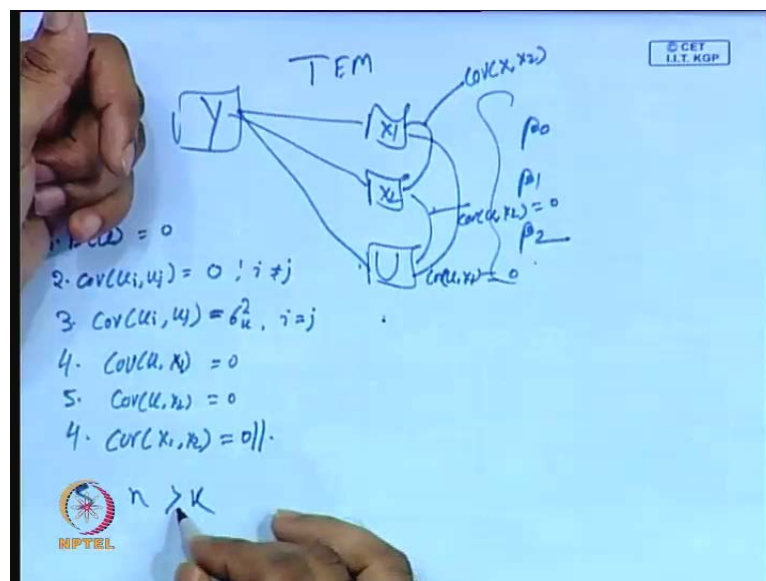 TEM
© CET
I.I.T. KGP
cov(x1, x2)
Y
x1
β0
x2
β1
cov(u, x2) = 0
β2
U
cov(u, x1) = 0
= 0
2. cov(ui, uj) = 0 ! i ≠ j
3. cov(ui, uj) = 6²u, i = j
4. cov(u, x1) = 0
5. cov(u, x2) = 0
4. cov(x1, x2) = 0||.
n > k
NPTEL